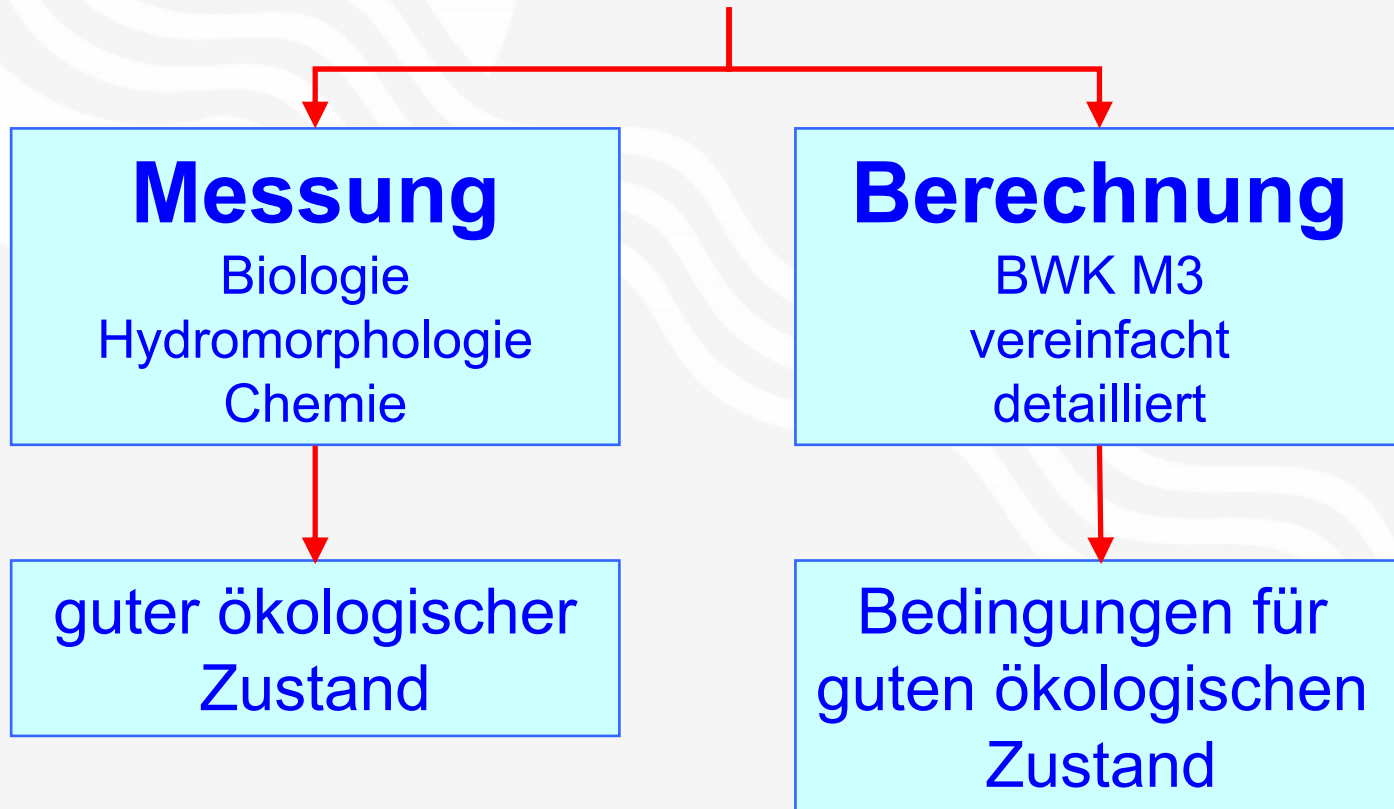 Messung
Biologie
Hydromorphologie
Chemie
Berechnung
BWK M3
vereinfacht
detailliert
guter ökologischer
Zustand
Bedingungen für
guten ökologischen
Zustand